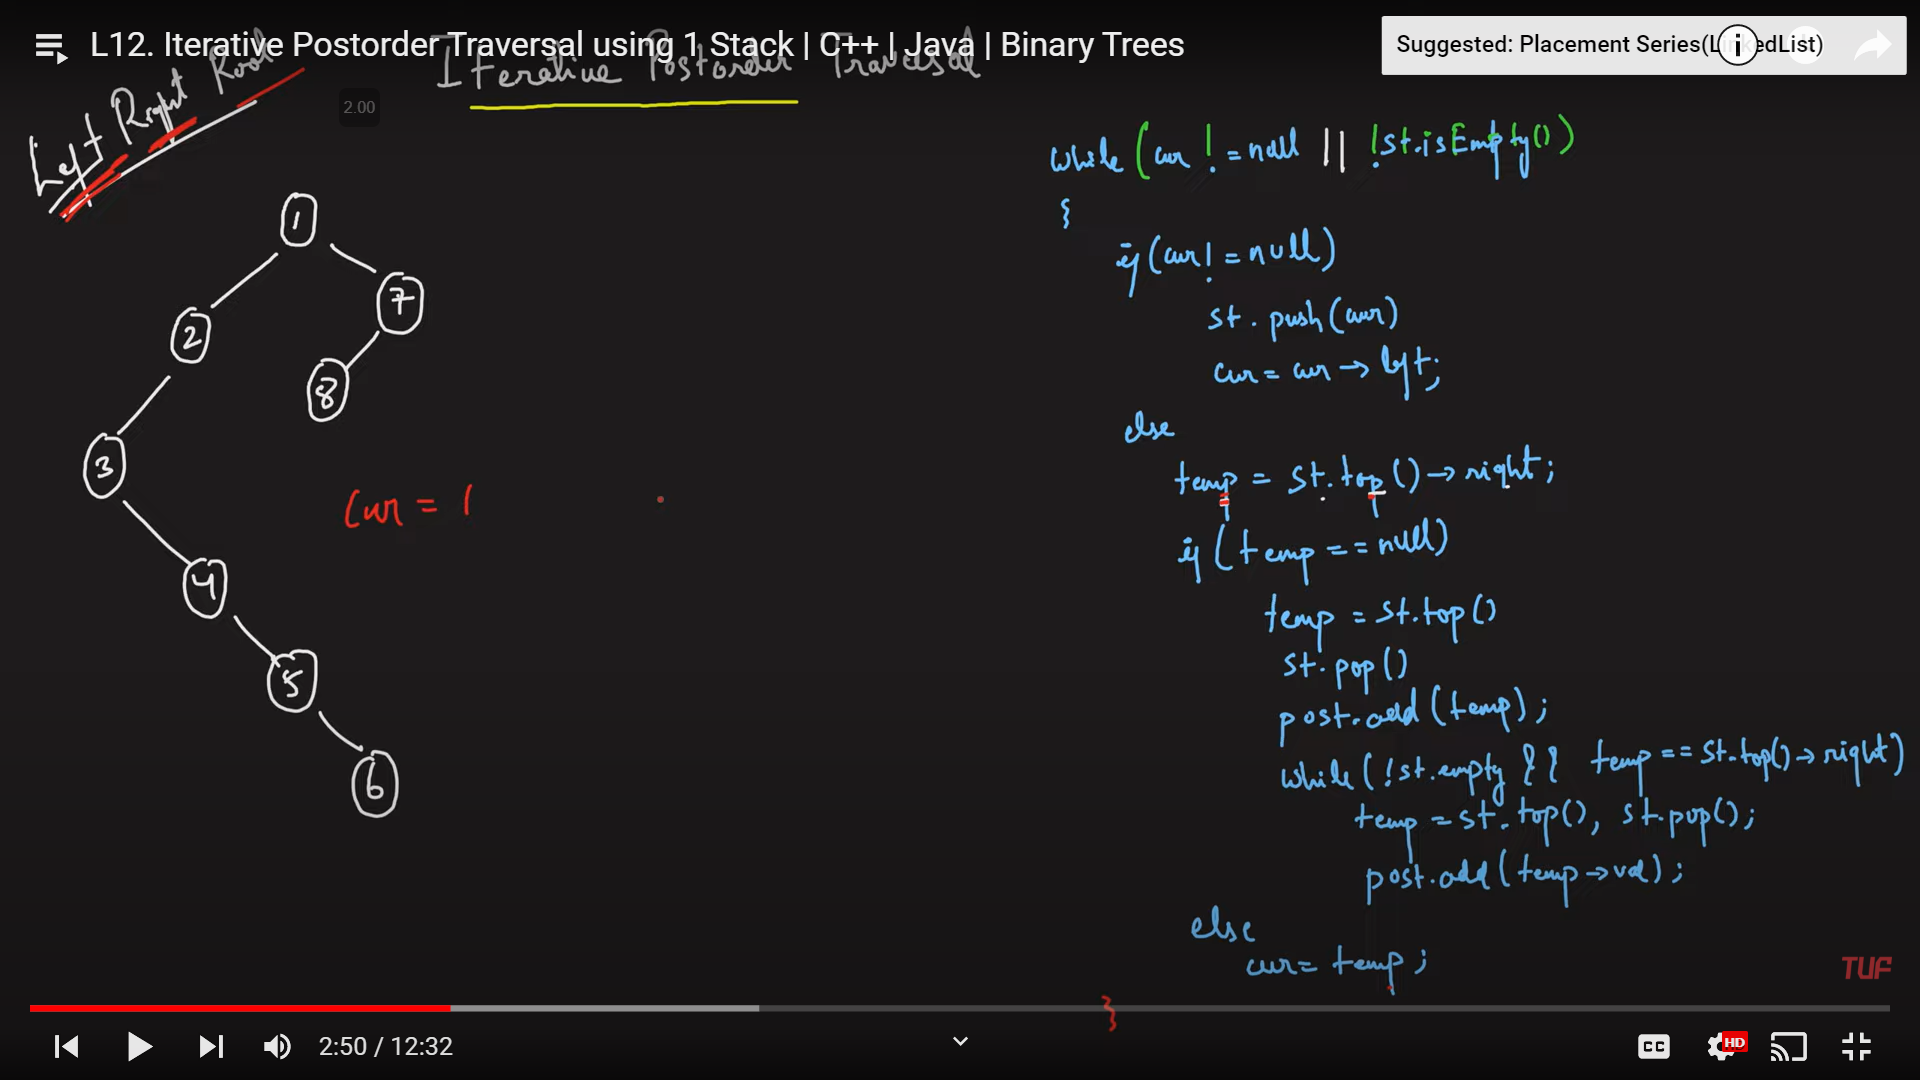 L12. Iterative Postorder Traversal using 1 Stack | C++ | Java | Binary Trees
Suggested: Placement Series(LinkedList)
Iterative Postorder Traversal
Left Right Root
2.00
while (cur != null || !st.isEmpty())
{
if (cur != null)
st.push(cur)
cur = cur → left;
else
temp = st.top() → right;
if (temp == null)
temp = st.top()
st.pop()
post.add(temp);
while (!st.empty && temp == st.top() → right)
temp = st.top(), st.pop();
post.add(temp → val);
else
cur = temp;
}
1
7
2
8
3
cur = 1
4
5
6
TUF
2:50 / 12:32
CC
HD